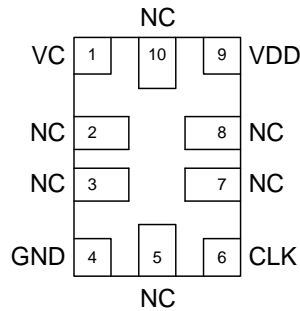 NC
VC 1 10 9 VDD
NC 2 8 NC
NC 3 7 NC
GND 4 5 6 CLK
NC